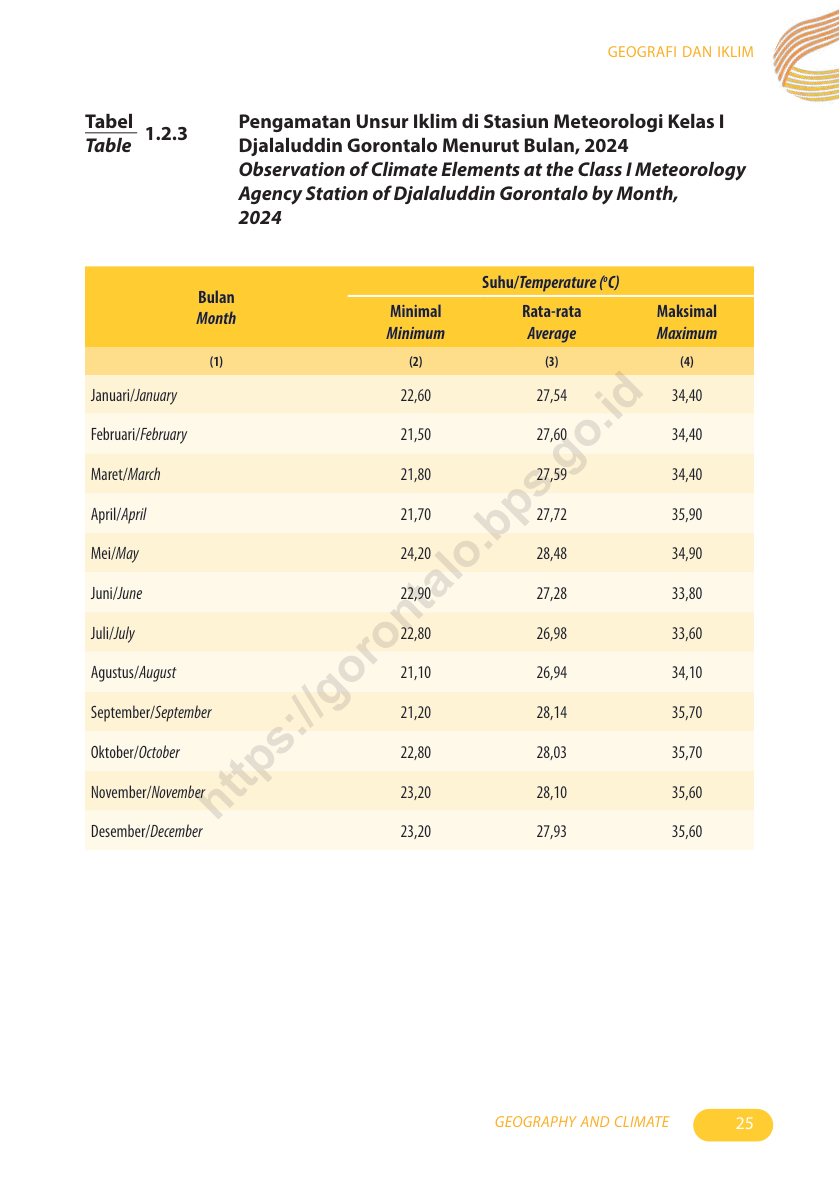 GEOGRAFI DAN IKLIM
Tabel
Table
1.2.3
Pengamatan Unsur Iklim di Stasiun Meteorologi Kelas I
Djalaluddin Gorontalo Menurut Bulan, 2024
Observation of Climate Elements at the Class I Meteorology
Agency Station of Djalaluddin Gorontalo by Month,
2024
Bulan
Month
Suhu/Temperature (°C)
Minimal Rata-rata Maksimal
Minimum Average Maximum
(1) (2) (3) (4)
Januari/January 22,60 27,54 34,40
Februari/February 21,50 27,60 34,40
Maret/March 21,80 27,59 34,40
April/April 21,70 27,72 35,90
Mei/May 24,20 28,48 34,90
Juni/June 22,90 27,28 33,80
Juli/July 22,80 26,98 33,60
Agustus/August 21,10 26,94 34,10
September/September 21,20 28,14 35,70
Oktober/October 22,80 28,03 35,70
November/November 23,20 28,10 35,60
Desember/December 23,20 27,93 35,60
https://gorontalo.bps.go.id
GEOGRAPHY AND CLIMATE 25